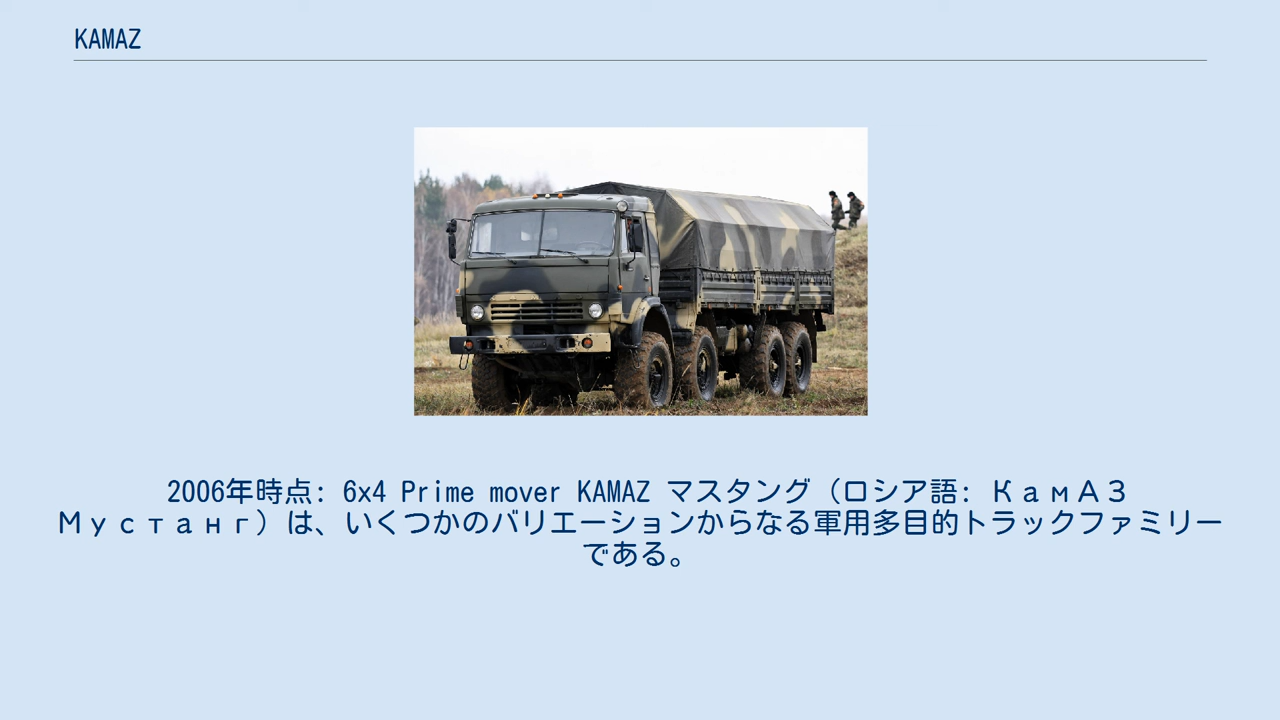 KAMAZ
2006年時点: 6x4 Prime mover KAMAZ マスタング（ロシア語: КамАЗ
Мустанг）は、いくつかのバリエーションからなる軍用多目的トラックファミリー
である。